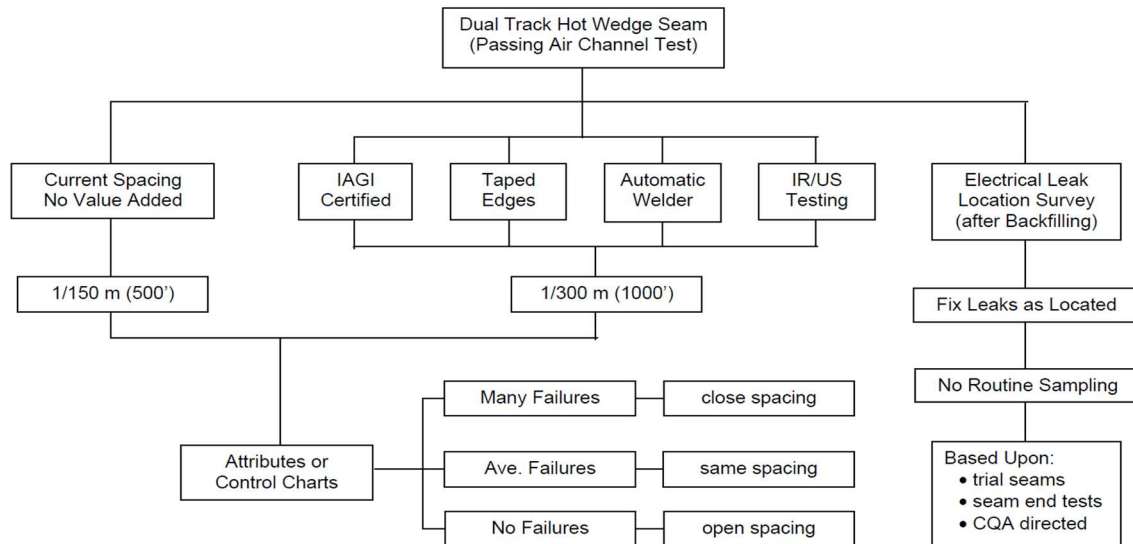 Dual Track Hot Wedge Seam
(Passing Air Channel Test)
Current Spacing
No Value Added
IAGI
Certified
Taped
Edges
Automatic
Welder
IR/US
Testing
Electrical Leak
Location Survey
(after Backfilling)
1/150 m (500’)
1/300 m (1000’)
Fix Leaks as Located
No Routine Sampling
Many Failures
close spacing
Attributes or
Control Charts
Ave. Failures
same spacing
No Failures
open spacing
Based Upon:
• trial seams
• seam end tests
• CQA directed